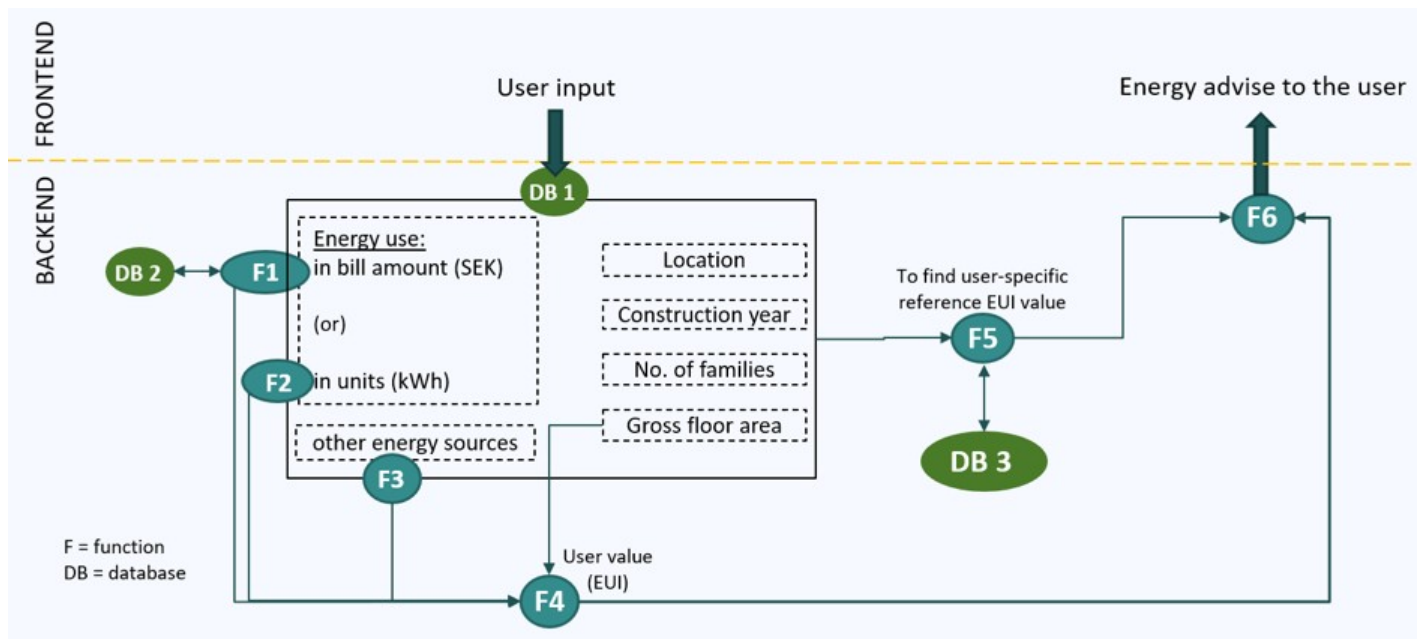 FRONTEND
User input
Energy advise to the user
BACKEND
DB 1
Energy use:
in bill amount (SEK)
(or)
in units (kWh)
other energy sources
Location
Construction year
No. of families
Gross floor area
DB 2
F1
F2
F3
To find user-specific
reference EUI value
F5
DB 3
F6
User value
(EUI)
F4
F = function
DB = database